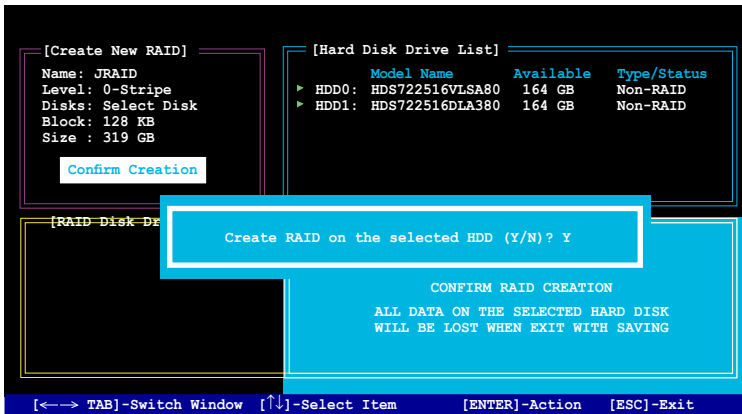 [Create New RAID]
Name: JRAID
Level: 0-Stripe
Disks: Select Disk
Block: 128 KB
Size : 319 GB
Confirm Creation
[Hard Disk Drive List]
Model Name Available Type/Status
HDD0: HDS722516VLSA80 164 GB Non-RAID
HDD1: HDS722516DLA380 164 GB Non-RAID
[RAID Disk Dr
Create RAID on the selected HDD (Y/N)? Y
CONFIRM RAID CREATION
ALL DATA ON THE SELECTED HARD DISK
WILL BE LOST WHEN EXIT WITH SAVING
[←—→ TAB]-Switch Window [↑↓]-Select Item [ENTER]-Action [ESC]-Exit